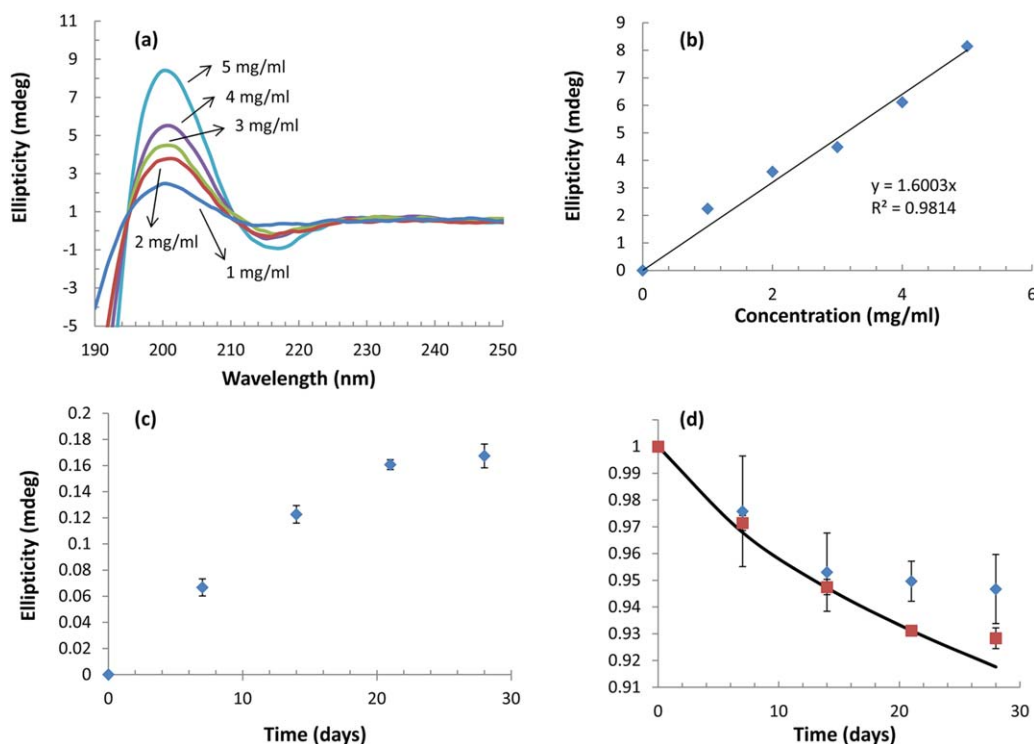 (a)
Ellipticity (mdeg)
11
9
7
5
3
1
-1
-3
-5
5 mg/ml
4 mg/ml
3 mg/ml
2 mg/ml
1 mg/ml
190 200 210 220 230 240 250
Wavelength (nm)
(b)
Ellipticity (mdeg)
9
8
7
6
5
4
3
2
1
0
y = 1.6003x
R² = 0.9814
0 2 4 6
Concentration (mg/ml)
(c)
Ellipticity (mdeg)
0.2
0.18
0.16
0.14
0.12
0.1
0.08
0.06
0.04
0.02
0
0 10 20 30
Time (days)
(d)
1
0.99
0.98
0.97
0.96
0.95
0.94
0.93
0.92
0.91
0 10 20 30
Time (days)